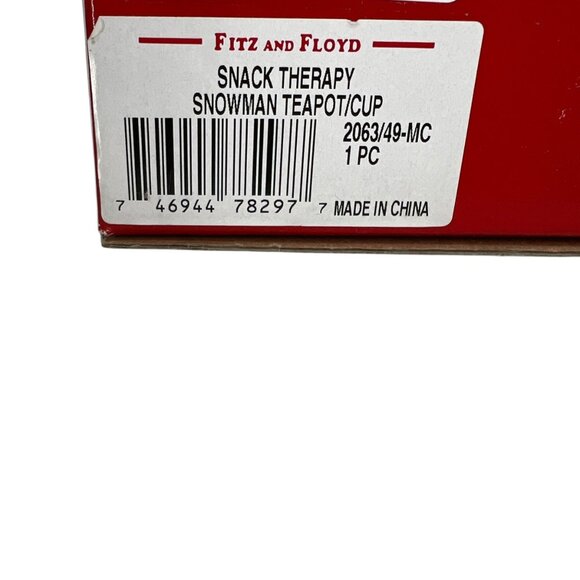 FITZ AND FLOYD
SNACK THERAPY
SNOWMAN TEAPOT/CUP
2063/49-MC
1 PC
7 46944 78297 7 MADE IN CHINA